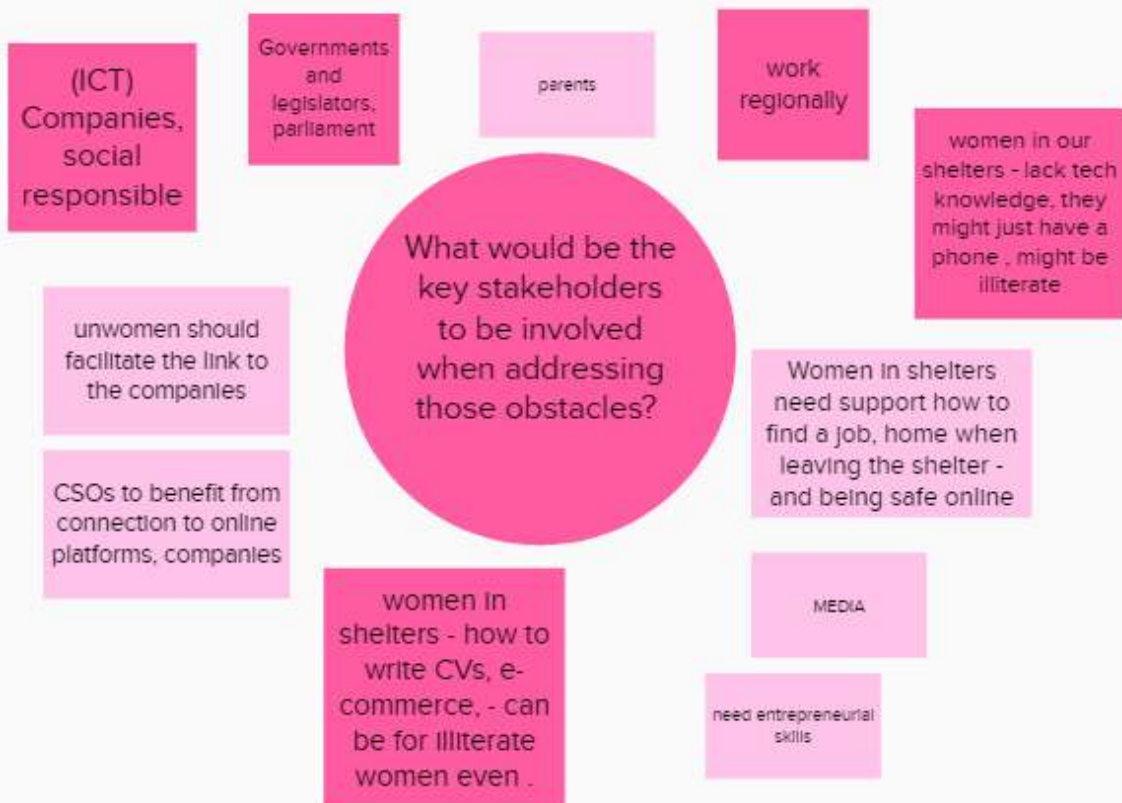 (ICT)
Companies,
social
responsible
Governments
and
legislators,
parliament
parents
work
regionally
women in our
shelters - lack tech
knowledge, they
might just have a
phone , might be
illiterate
What would be the
key stakeholders
to be involved
when addressing
those obstacles?
unwomen should
facilitate the link to
the companies
Women in shelters
need support how to
find a job, home when
leaving the shelter -
and being safe online
CSOs to benefit from
connection to online
platforms, companies
women in
shelters - how to
write CVs, e-
commerce, - can
be for illiterate
women even .
MEDIA
need entrepreneurial
skills